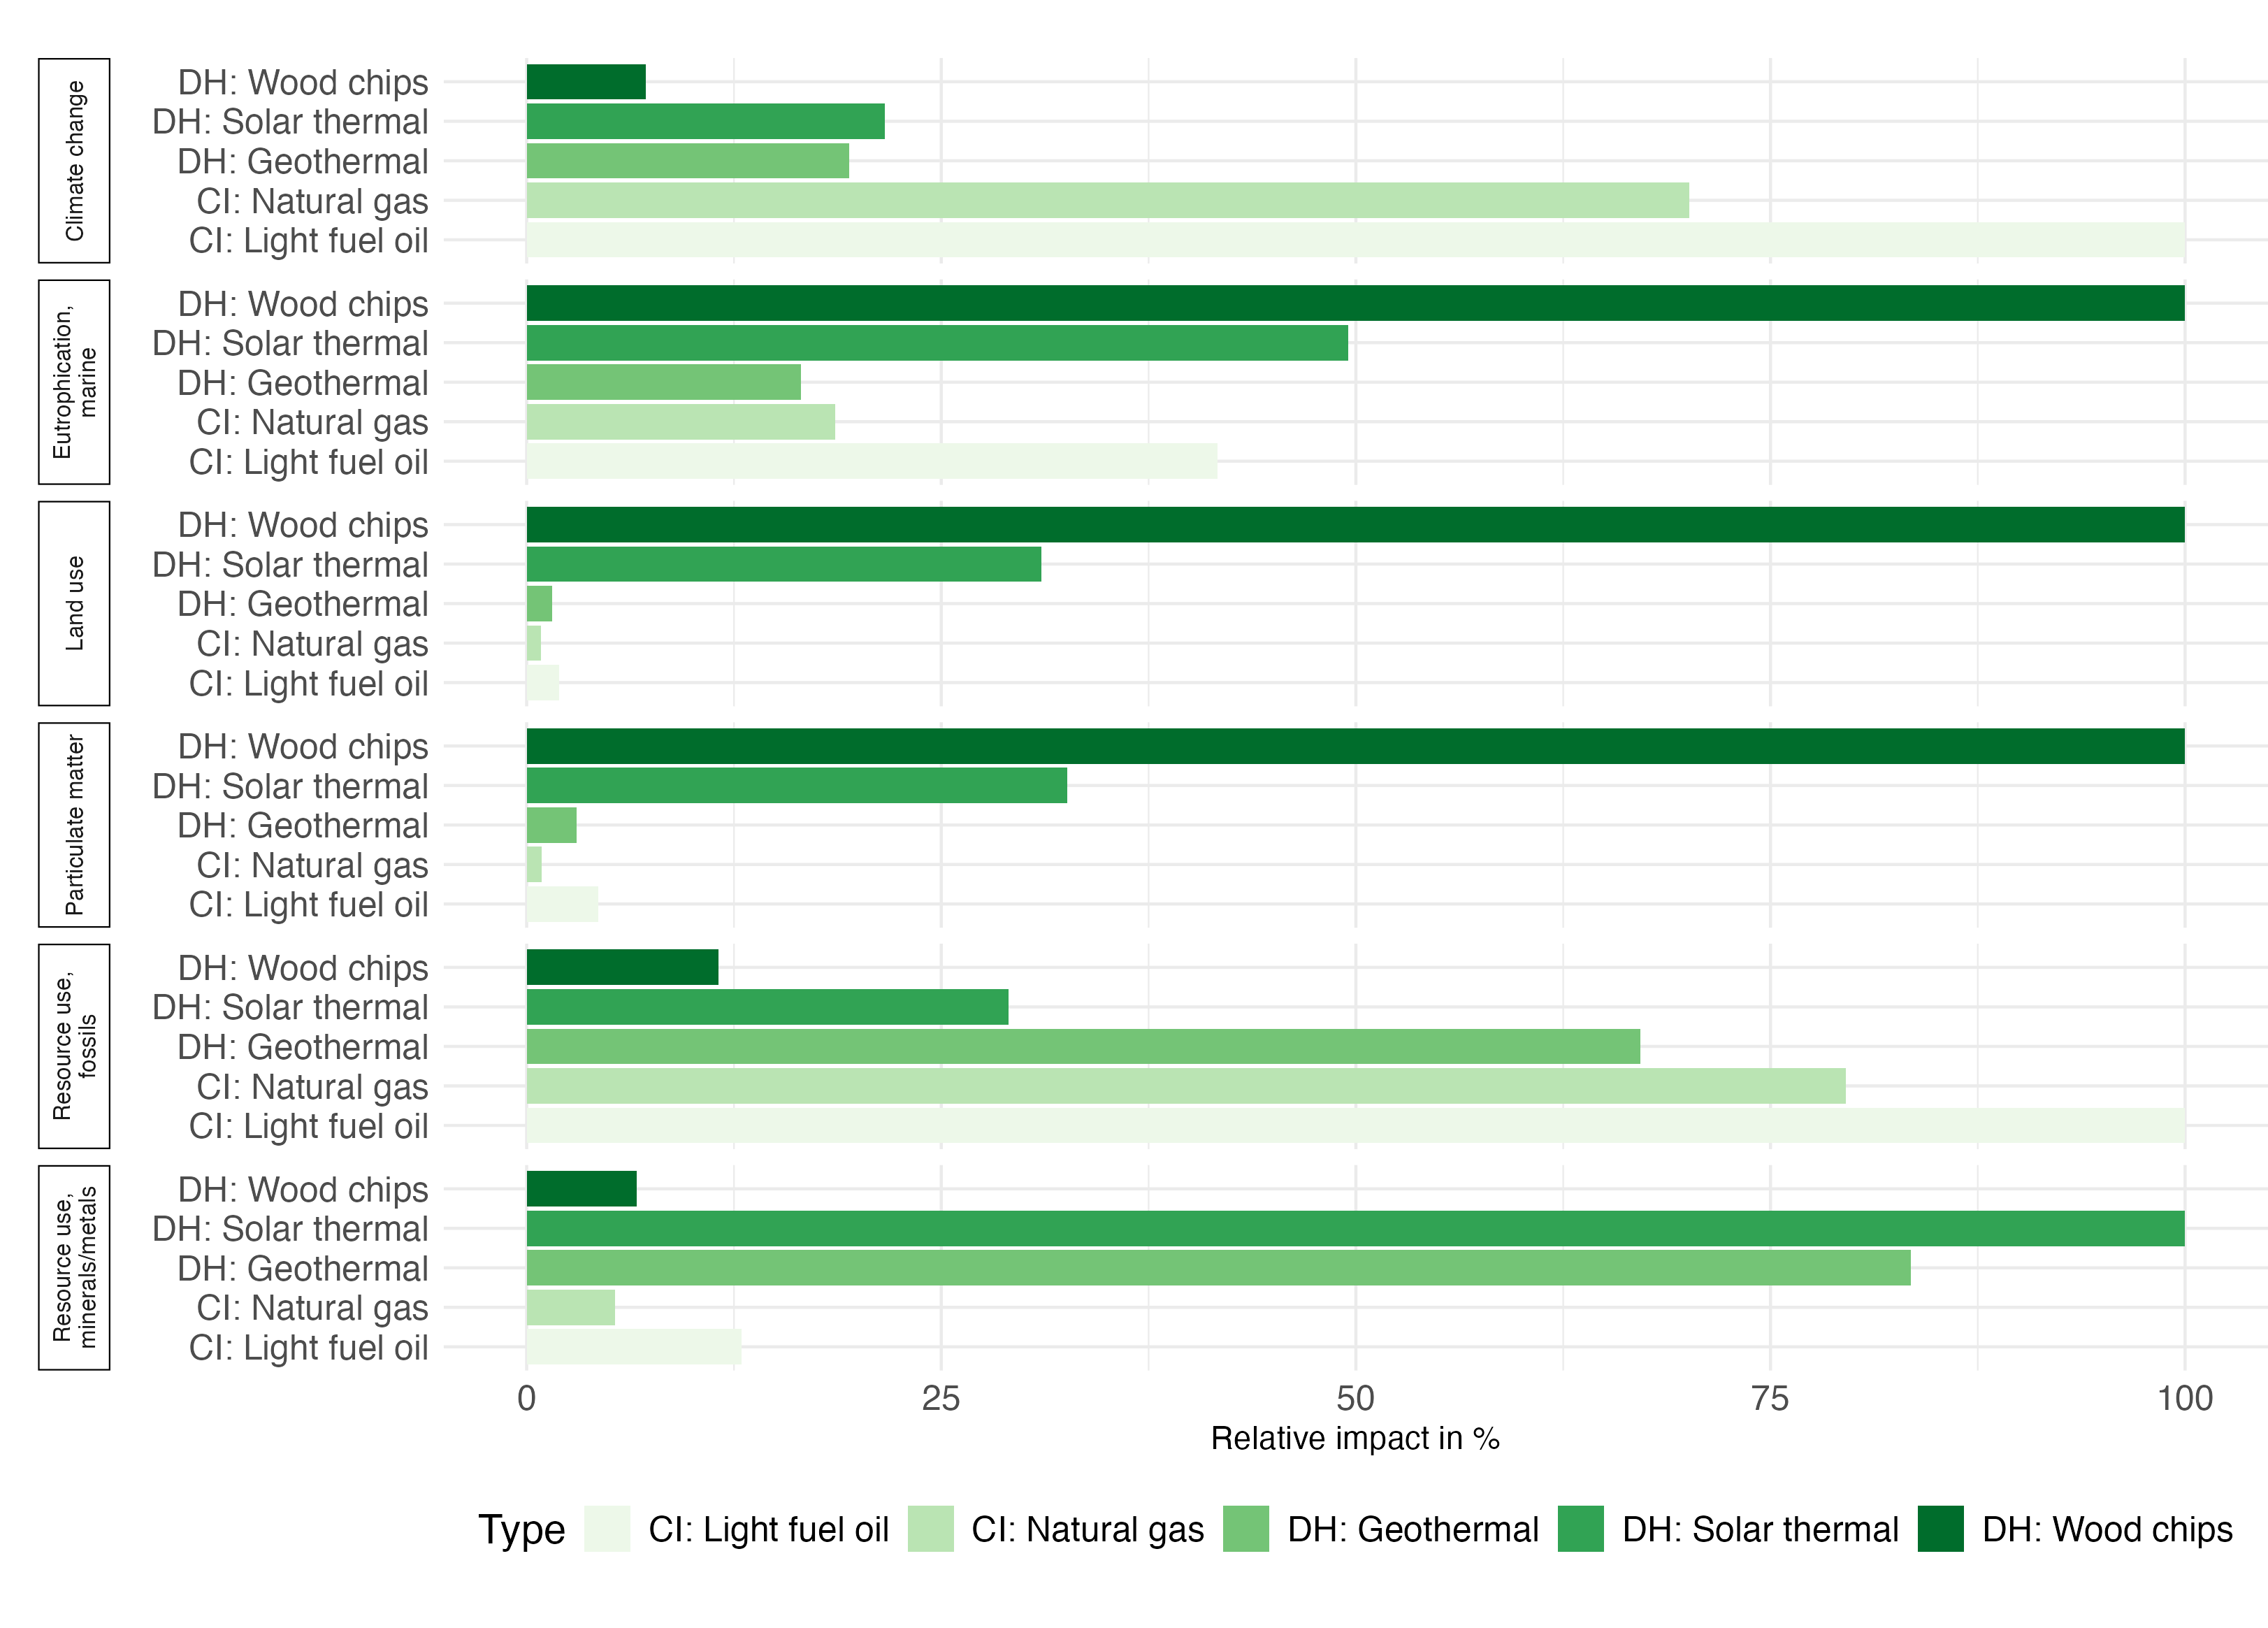 Climate change
DH: Wood chips
DH: Solar thermal
DH: Geothermal
CI: Natural gas
CI: Light fuel oil
Eutrophication,
marine
DH: Wood chips
DH: Solar thermal
DH: Geothermal
CI: Natural gas
CI: Light fuel oil
Land use
DH: Wood chips
DH: Solar thermal
DH: Geothermal
CI: Natural gas
CI: Light fuel oil
Particulate matter
DH: Wood chips
DH: Solar thermal
DH: Geothermal
CI: Natural gas
CI: Light fuel oil
Resource use,
fossils
DH: Wood chips
DH: Solar thermal
DH: Geothermal
CI: Natural gas
CI: Light fuel oil
Resource use,
minerals/metals
DH: Wood chips
DH: Solar thermal
DH: Geothermal
CI: Natural gas
CI: Light fuel oil
0 25 50 75 100
Relative impact in %
Type CI: Light fuel oil CI: Natural gas DH: Geothermal DH: Solar thermal DH: Wood chips